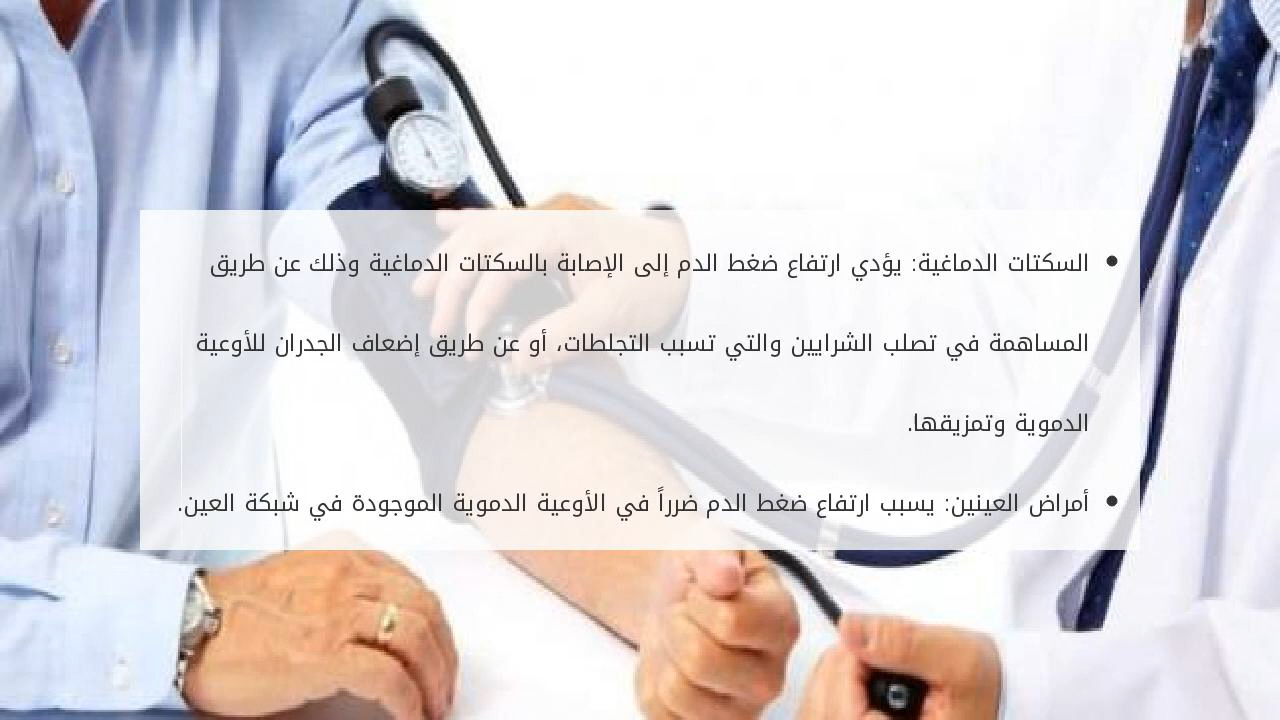 • السكتات الدماغية: يؤدي ارتفاع ضغط الدم إلى الإصابة بالسكتات الدماغية وذلك عن طريق
المساهمة في تصلب الشرايين والتي تسبب التجلطات، أو عن طريق إضعاف الجدران للأوعية
الدموية وتمزيقها.
• أمراض العينين: يسبب ارتفاع ضغط الدم ضرراً في الأوعية الدموية الموجودة في شبكة العين.